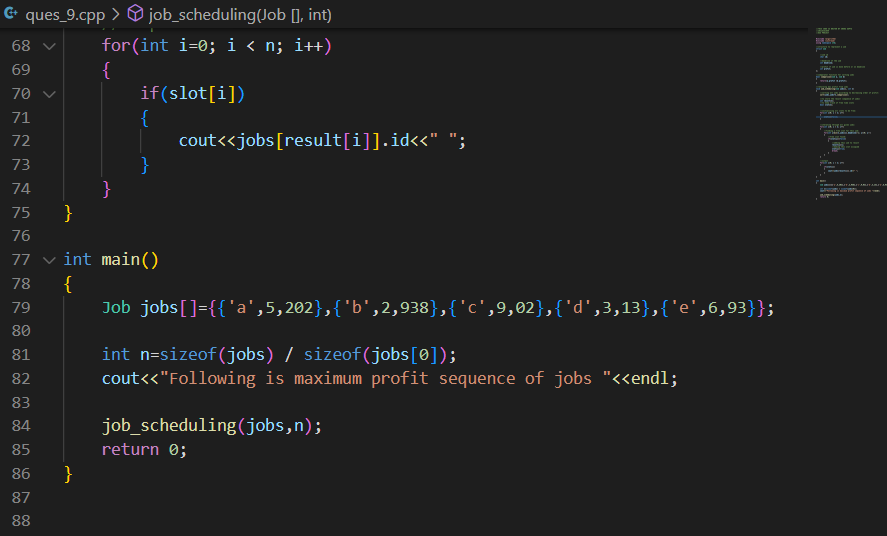 ques_9.cpp > job_scheduling(Job [], int)
68 for(int i=0; i < n; i++)
69 {
70 if(slot[i])
71 {
72 cout<<jobs[result[i]].id<<" ";
73 }
74 }
75 }
76
77 int main()
78 {
79 Job jobs[]={{'a',5,202},{'b',2,938},{'c',9,02},{'d',3,13},{'e',6,93}};
80
81 int n=sizeof(jobs) / sizeof(jobs[0]);
82 cout<<"Following is maximum profit sequence of jobs "<<endl;
83
84 job_scheduling(jobs,n);
85 return 0;
86 }
87
88